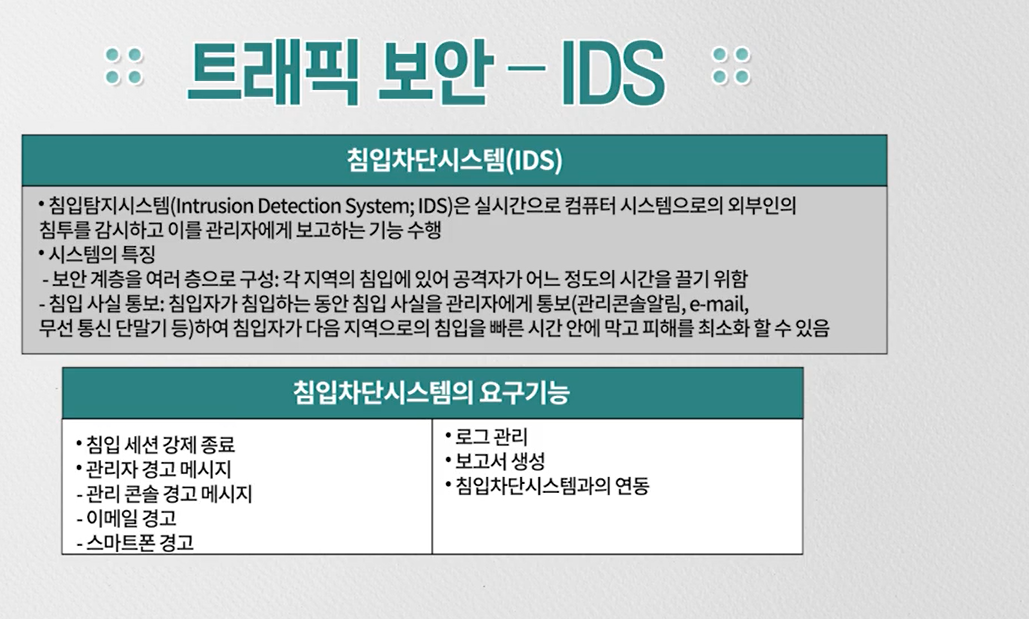 트래픽 보안 – IDS
침입차단시스템(IDS)
• 침입탐지시스템(Intrusion Detection System; IDS)은 실시간으로 컴퓨터 시스템으로의 외부인의
침투를 감시하고 이를 관리자에게 보고하는 기능 수행
• 시스템의 특징
- 보안 계층을 여러 층으로 구성: 각 지역의 침입에 있어 공격자가 어느 정도의 시간을 끌기 위함
- 침입 사실 통보: 침입자가 침입하는 동안 침입 사실을 관리자에게 통보(관리콘솔알림, e-mail,
무선 통신 단말기 등)하여 침입자가 다음 지역으로의 침입을 빠른 시간 안에 막고 피해를 최소화 할 수 있음
침입차단시스템의 요구기능
• 침입 세션 강제 종료
• 관리자 경고 메시지
- 관리 콘솔 경고 메시지
- 이메일 경고
- 스마트폰 경고
• 로그 관리
• 보고서 생성
• 침입차단시스템과의 연동